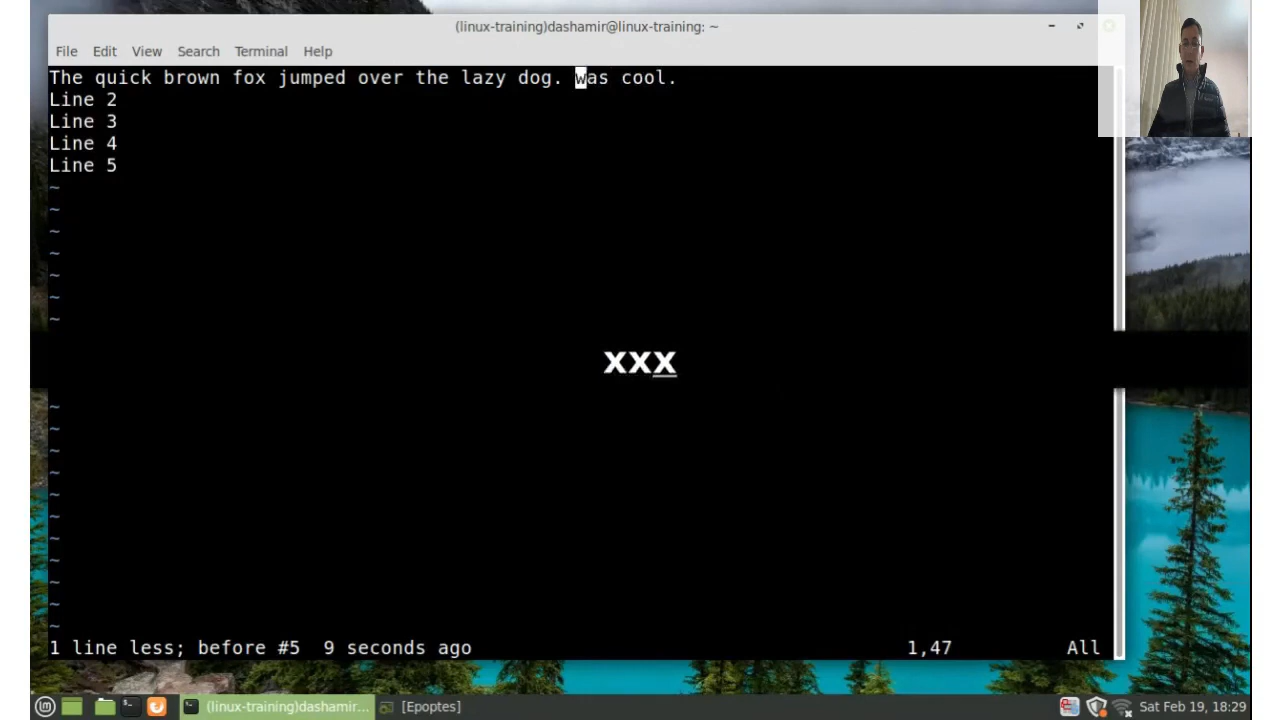 (linux-training)dashamir@linux-training: ~
File Edit View Search Terminal Help
The quick brown fox jumped over the lazy dog. was cool.
Line 2
Line 3
Line 4
Line 5
~
~
~
~
~
~
~
xxx
~
~
~
~
~
~
~
~
~
~
~
1 line less; before #5 9 seconds ago 1,47 All
(linux-training)dashamir... [Epoptes] Sat Feb 19, 18:29